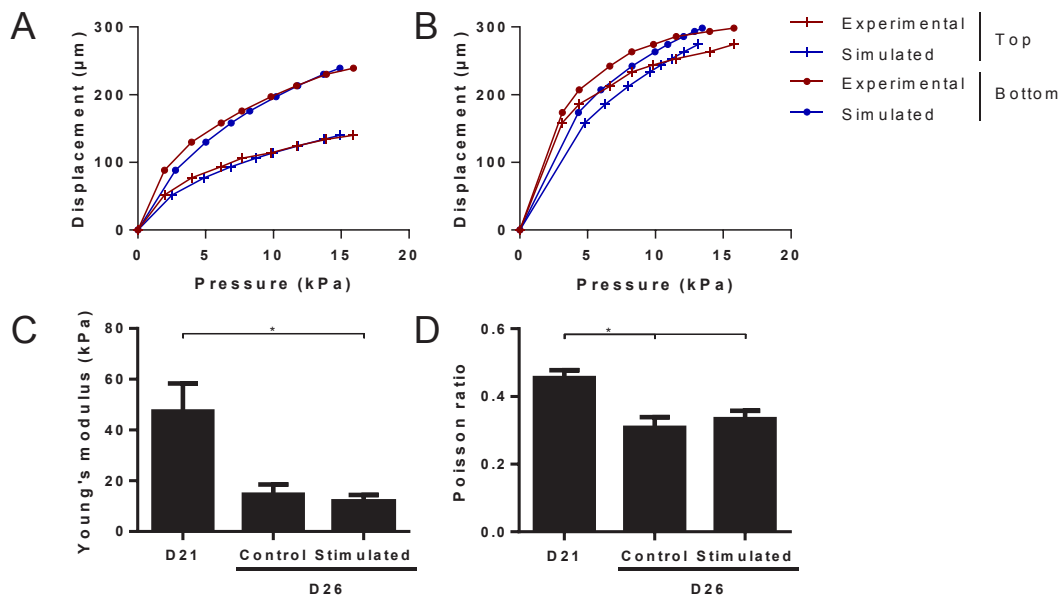 A
Displacement (µm)
300
200
100
0
0 5 10 15 20
Pressure (kPa)
B
Displacement (µm)
300
200
100
0
0 5 10 15 20
Pressure (kPa)
Experimental
Simulated
Top
Experimental
Simulated
Bottom
C
Young's modulus (kPa)
80
60
40
20
0
*
D21 Control Stimulated
D26
D
Poisson ratio
0.6
0.4
0.2
0.0
*
D21 Control Stimulated
D26